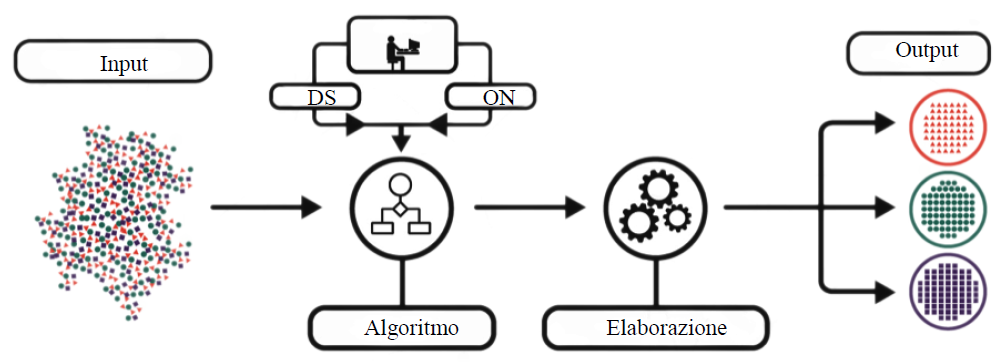 Input
DS
ON
Output
Algoritmo
Elaborazione